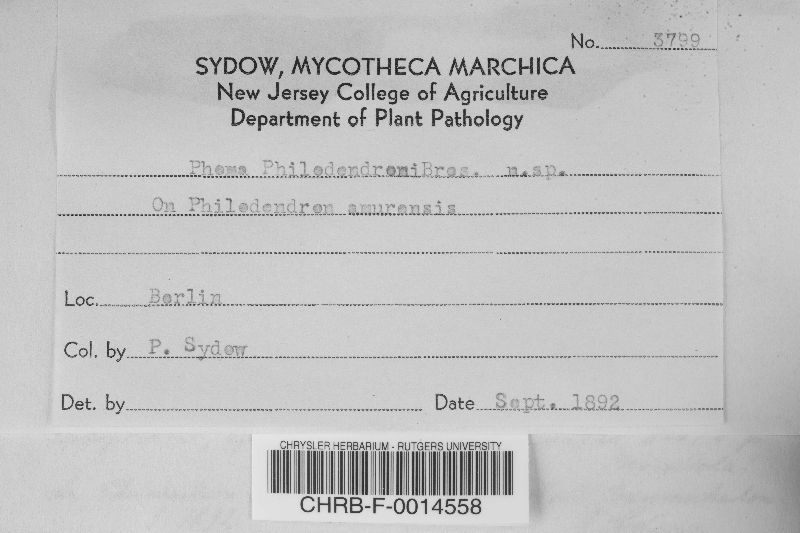 No. 3799
SYDOW, MYCOTHECA MARCHICA
New Jersey College of Agriculture
Department of Plant Pathology
Phoma Philodendroni Bres. n.sp.
On Philodendron amurensis
Loc. Berlin
Col. by P. Sydow
Det. by
Date Sept. 1892
CHRYSLER HERBARIUM - RUTGERS UNIVERSITY
CHRB-F-0014558